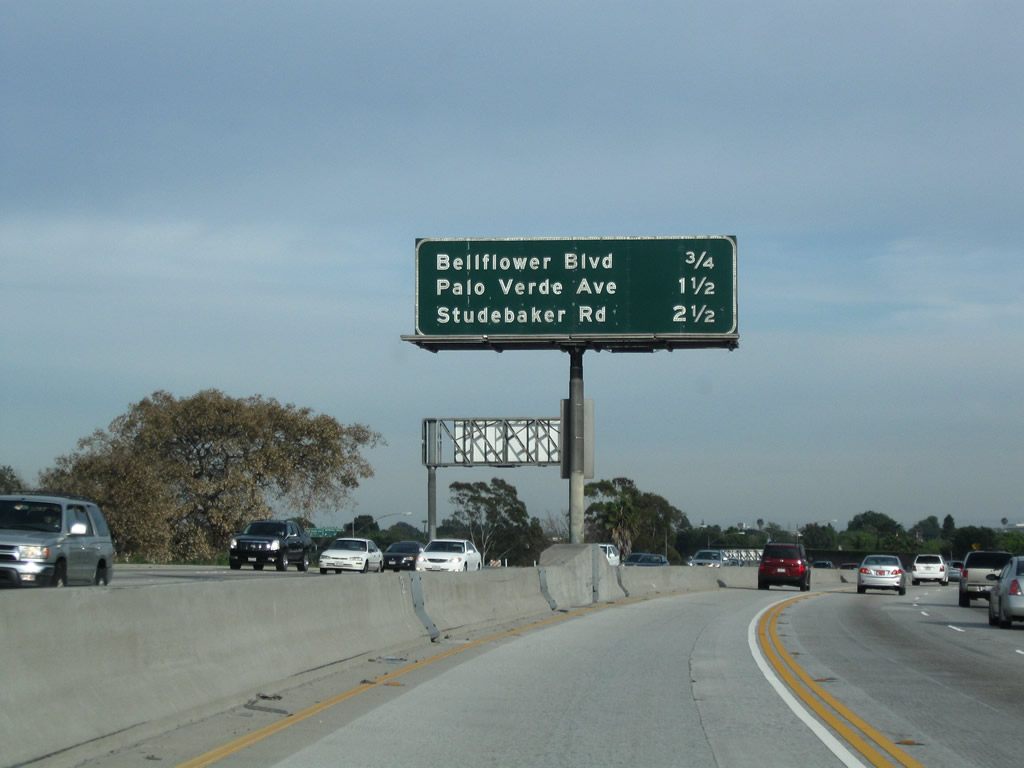 Bellflower Blvd 3/4
Palo Verde Ave 1 1/2
Studebaker Rd 2 1/2